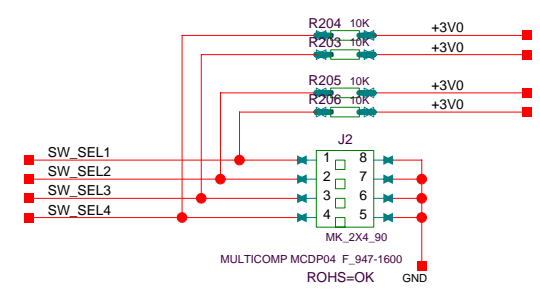 R204 10K +3V0
R203 10K +3V0
R205 10K +3V0
R206 10K +3V0
J2
SW_SEL1 1 8
SW_SEL2 2 7
SW_SEL3 3 6
SW_SEL4 4 5
MK_2X4_90
MULTICOMP MCDP04 F_947-1600
ROHS=OK GND